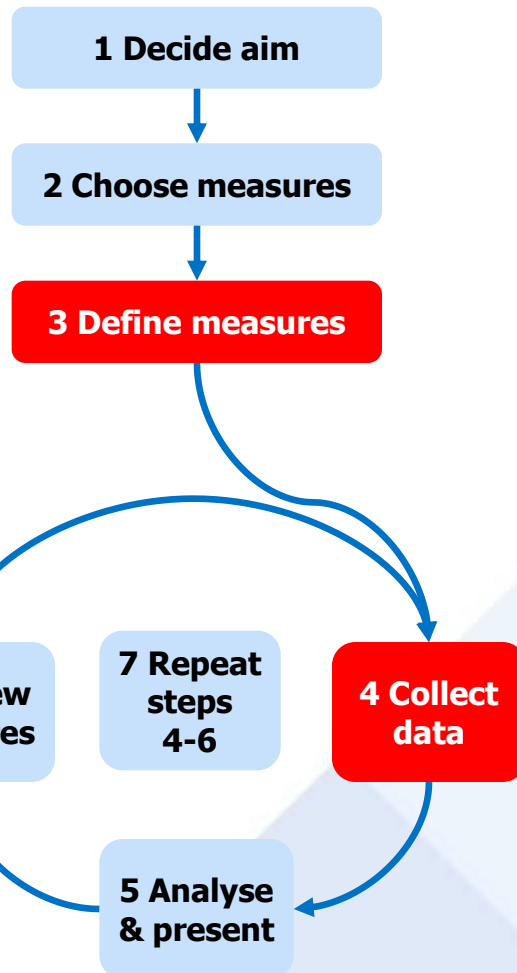 1 Decide aim
2 Choose measures
3 Define measures
7 Repeat
steps
4-6
4 Collect
data
5 Analyse
& present